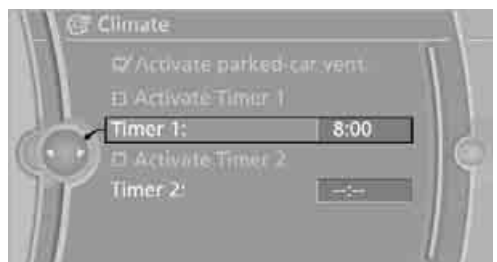 Climate
Activate parked-car vent.
Activate Timer 1
Timer 1: 8:00
Activate Timer 2
Timer 2: --:--